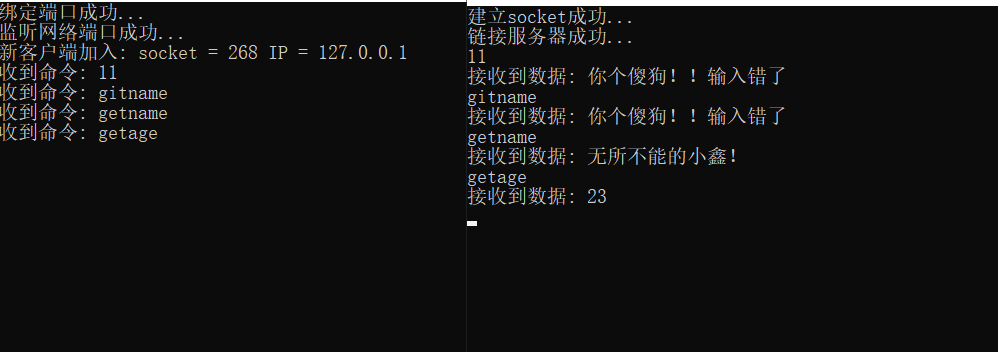 绑定端口成功...
监听网络端口成功...
新客户端加入: socket = 268 IP = 127.0.0.1
收到命令: ll
收到命令: gitname
收到命令: getname
收到命令: getage
建立socket成功...
链接服务器成功...
ll
接收到数据: 你个傻狗！！输入错了
gitname
接收到数据: 你个傻狗！！输入错了
getname
接收到数据: 无所不能的小鑫！
getage
接收到数据: 23